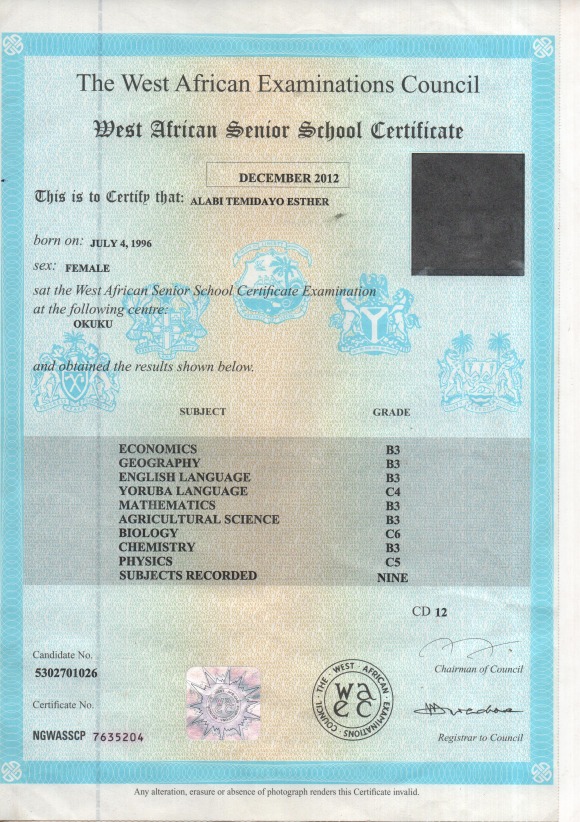 The West African Examinations Council
West African Senior School Certificate
DECEMBER 2012
This is to Certify that: ALABI TEMIDAYO ESTHER
born on: JULY 4, 1996
sex: FEMALE
sat the West African Senior School Certificate Examination
at the following centre:
OKUKU
and obtained the results shown below.
SUBJECT GRADE
ECONOMICS B3
GEOGRAPHY B3
ENGLISH LANGUAGE B3
YORUBA LANGUAGE C4
MATHEMATICS B3
AGRICULTURAL SCIENCE B3
BIOLOGY C6
CHEMISTRY B3
PHYSICS C5
SUBJECTS RECORDED NINE
CD 12
Candidate No.
5302701026
Chairman of Council
Certificate No.
NGWASSCP 7635204
THE · WEST · AFRICAN · EXAMINATIONS · COUNCIL
wa
ec
Registrar to Council
Any alteration, erasure or absence of photograph renders this Certificate invalid.